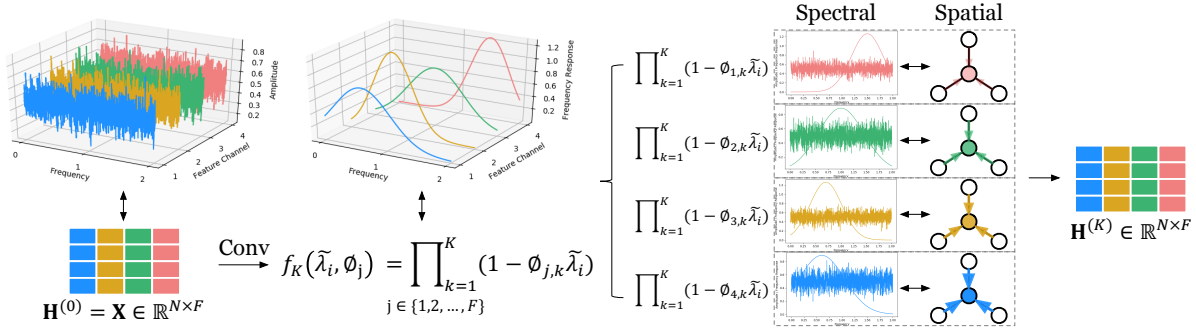 0.8
0.7
0.6
0.5
0.4
0.3
0.2
Amplitude
0
1
2
Frequency
1
2
3
4
Feature Channel
1.2
1.0
0.8
0.6
0.4
0.2
0.0
Frequency Response
0
1
2
Frequency
1
2
3
4
Feature Channel
H^(0) = X ∈ ℝ^{N×F}
Conv
f_K(λ̃_i, ∅_j) = ∏_{k=1}^{K} (1 − ∅_{j,k} λ̃_i)
j ∈ {1,2, … , F}
Spectral Spatial
∏_{k=1}^{K} (1 − ∅_{1,k} λ̃_i)
∏_{k=1}^{K} (1 − ∅_{2,k} λ̃_i)
∏_{k=1}^{K} (1 − ∅_{3,k} λ̃_i)
∏_{k=1}^{K} (1 − ∅_{4,k} λ̃_i)
H^(K) ∈ ℝ^{N×F}